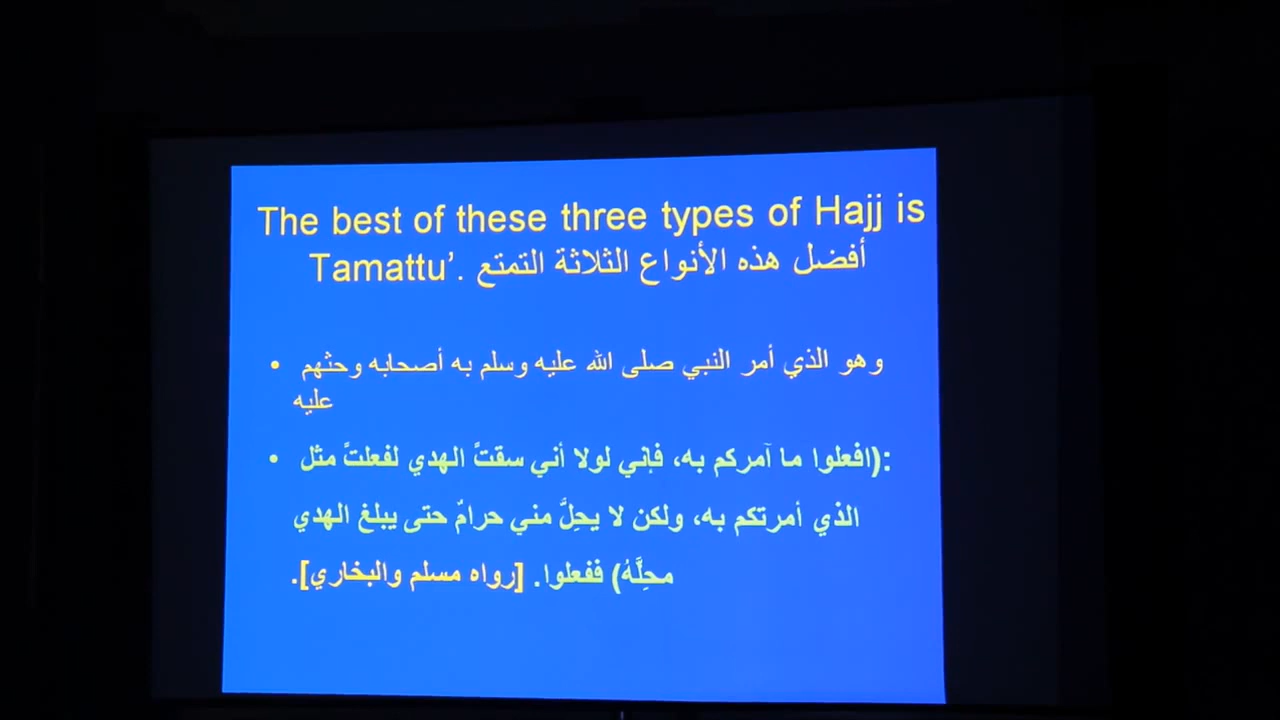 The best of these three types of Hajj is
Tamattu’. أفضل هذه الأنواع الثلاثة التمتع
• وهو الذي أمر النبي صلى الله عليه وسلم به أصحابه وحثهم
عليه
• :(افعلوا ما آمركم به، فإني لولا أني سقتً الهدي لفعلتً مثل
الذي أمرتكم به، ولكن لا يحِلَّ مني حرامٌ حتى يبلغ الهدي
محِلَّهُ) ففعلوا. [رواه مسلم والبخاري].